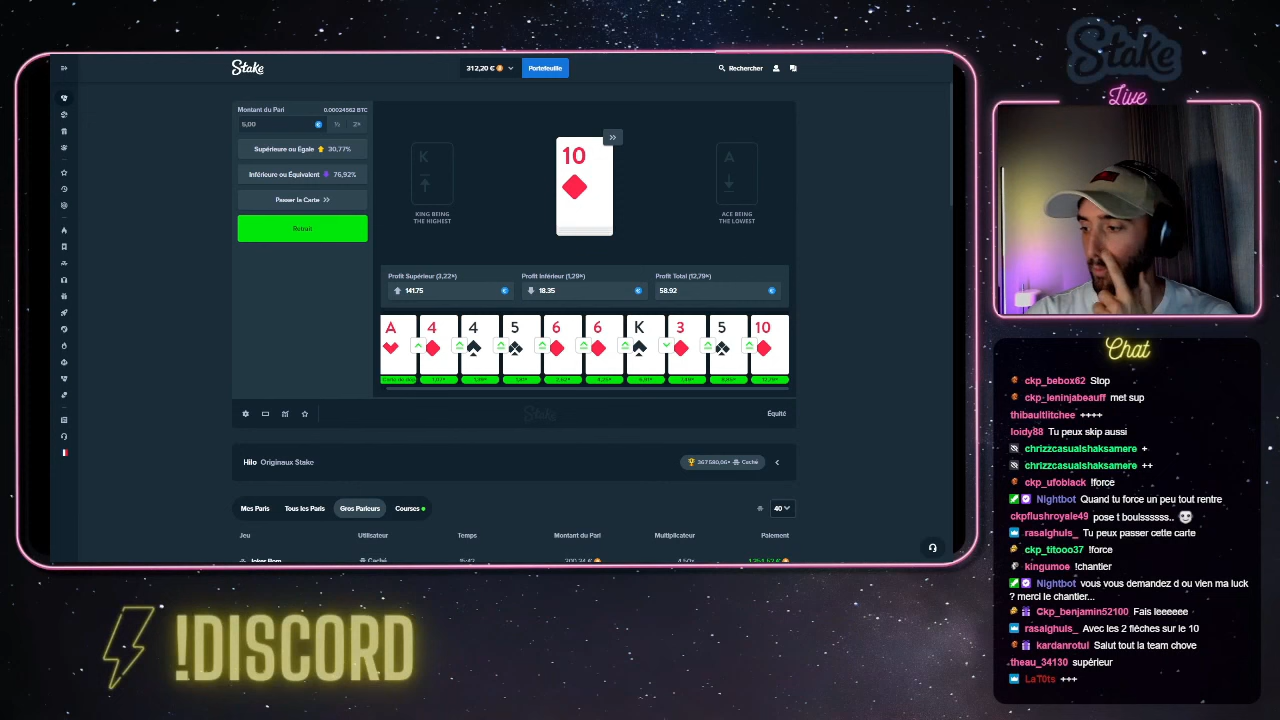 Stake
312,20 €
Portefeuille
Rechercher
Montant du Pari
0.00024562 BTC
5,00
½
2×
Supérieure ou Égale 30,77%
Inférieure ou Équivalent 76,92%
Passer la Carte
Retrait
K
KING BEING
THE HIGHEST
10
A
ACE BEING
THE LOWEST
Profit Supérieur (3,22×)
141.75
Profit Inférieur (1,29×)
18.35
Profit Total (12,79×)
58.92
A
4
4
5
6
6
K
3
5
10
12,79×
Stake
Équité
Hilo Originaux Stake
Caché
Mes Paris
Tous les Paris
Gros Parieurs
Courses
40
Jeu
Utilisateur
Temps
Montant du Pari
Multiplicateur
Paiement
Caché
!DISCORD
Stake
Live
Chat
ckp_bebox62 Stop
ckp_leninjabeauff met sup
thibaultlitchee ++++
loidy88 Tu peux skip aussi
chrizzcasualshaksamere +
chrizzcasualshaksamere ++
ckp_ufoblack !force
Nightbot Quand tu force un peu tout rentre
ckpflushroyale49 pose t boulssssss..
rasalghuls_ Tu peux passer cette carte
ckp_titooo37 !force
kingumoe !chantier
Nightbot vous vous demandez d ou vien ma luck
? merci le chantier...
Ckp_benjamin52100 Fais leeeeee
rasalghuls_ Avec les 2 flèches sur le 10
kardanrotul Salut tout la team chove
theau_34130 supérieur
LaT0ts +++